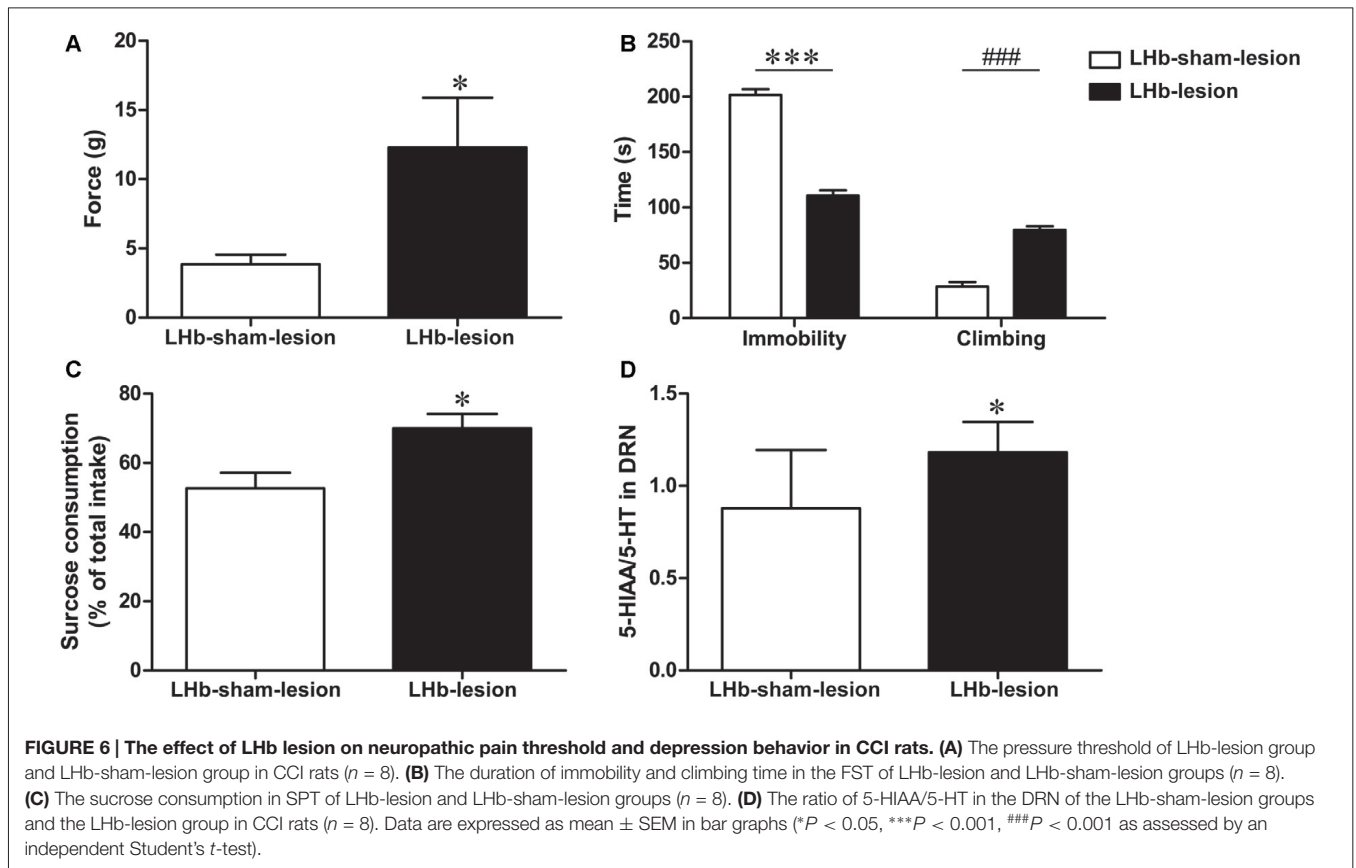 A
20
15
10
5
0
Force (g)
*
LHb-sham-lesion
LHb-lesion
B
250
200
150
100
50
0
Time (s)
***
###
Immobility
Climbing
LHb-sham-lesion
LHb-lesion
C
80
60
40
20
0
Surcose consumption
(% of total intake)
*
LHb-sham-lesion
LHb-lesion
D
1.5
1.0
0.5
0.0
5-HIAA/5-HT in DRN
*
LHb-sham-lesion
LHb-lesion
FIGURE 6 | The effect of LHb lesion on neuropathic pain threshold and depression behavior in CCI rats. (A) The pressure threshold of LHb-lesion group
and LHb-sham-lesion group in CCI rats (n = 8). (B) The duration of immobility and climbing time in the FST of LHb-lesion and LHb-sham-lesion groups (n = 8).
(C) The sucrose consumption in SPT of LHb-lesion and LHb-sham-lesion groups (n = 8). (D) The ratio of 5-HIAA/5-HT in the DRN of the LHb-sham-lesion groups
and the LHb-lesion group in CCI rats (n = 8). Data are expressed as mean ± SEM in bar graphs (*P < 0.05, ***P < 0.001, ###P < 0.001 as assessed by an
independent Student's t-test).